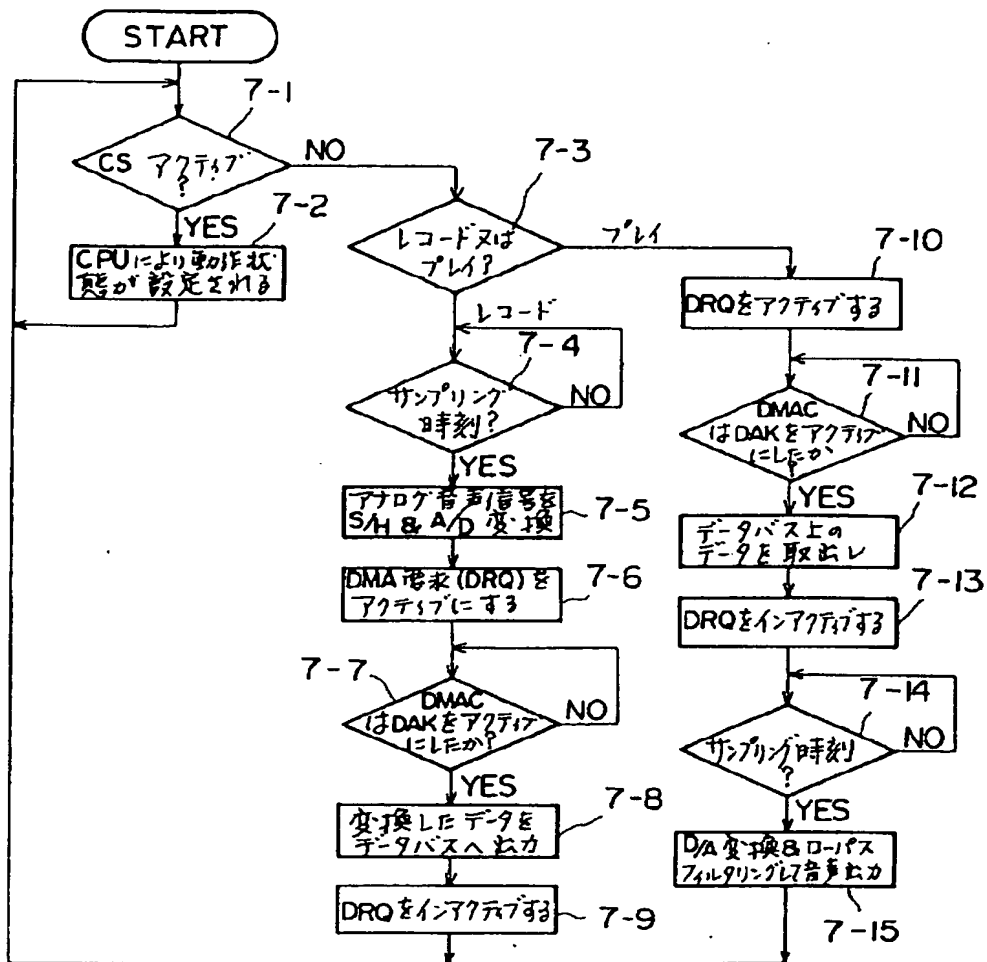 START
7-1
CS アクティブ
?
NO
YES
7-2
CPUにより動作状
態が設定される
7-3
レコード又は
プレイ?
プレイ
レコード
7-4
サンプリング
時刻?
NO
YES
アナログ音声信号を
S/H & A/D 変換
7-5
DMA要求(DRQ)を
アクティブにする
7-6
7-7
DMAC
はDAKをアクティブ
にしたか?
NO
YES
7-8
変換したデータを
データバスへ出力
DRQをインアクティブする
7-9
7-10
DRQをアクティブする
7-11
DMAC
はDAKをアクティブ
にしたか
?
NO
YES
7-12
データバス上の
データを取出し
7-13
DRQをインアクティブする
7-14
サンプリング時刻
?
NO
YES
D/A変換&ローパス
フィルタリングして音声出力
7-15